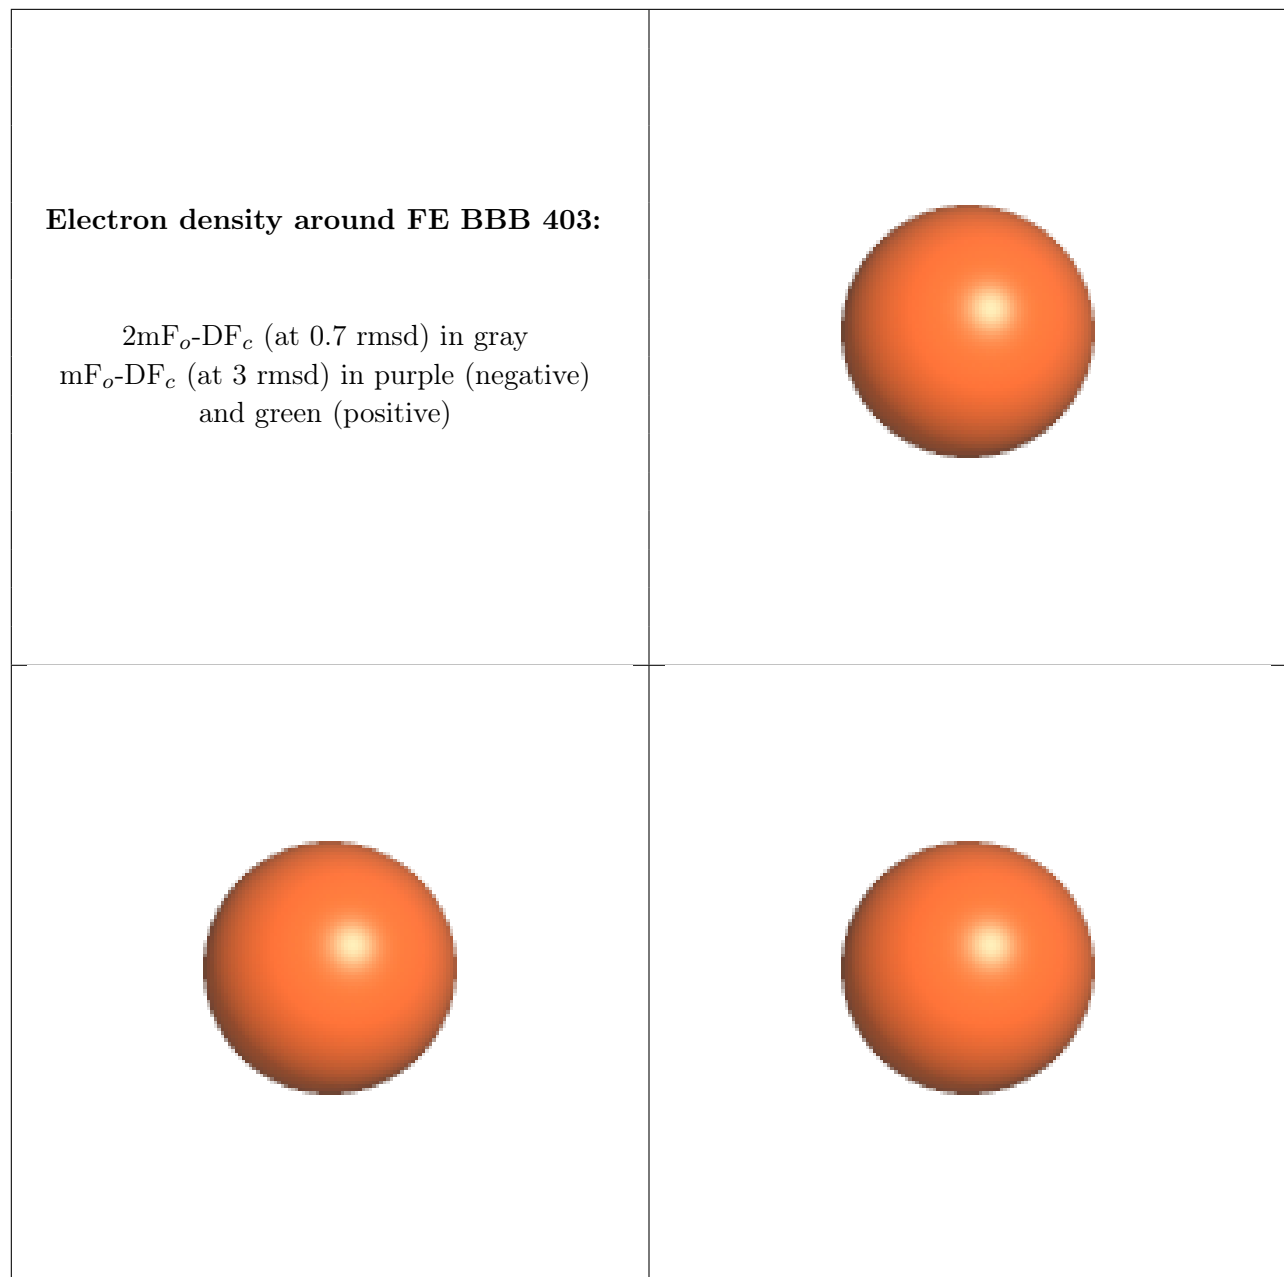 Electron density around FE BBB 403:
2mFₒ-DF𝒸 (at 0.7 rmsd) in gray
mFₒ-DF𝒸 (at 3 rmsd) in purple (negative)
and green (positive)